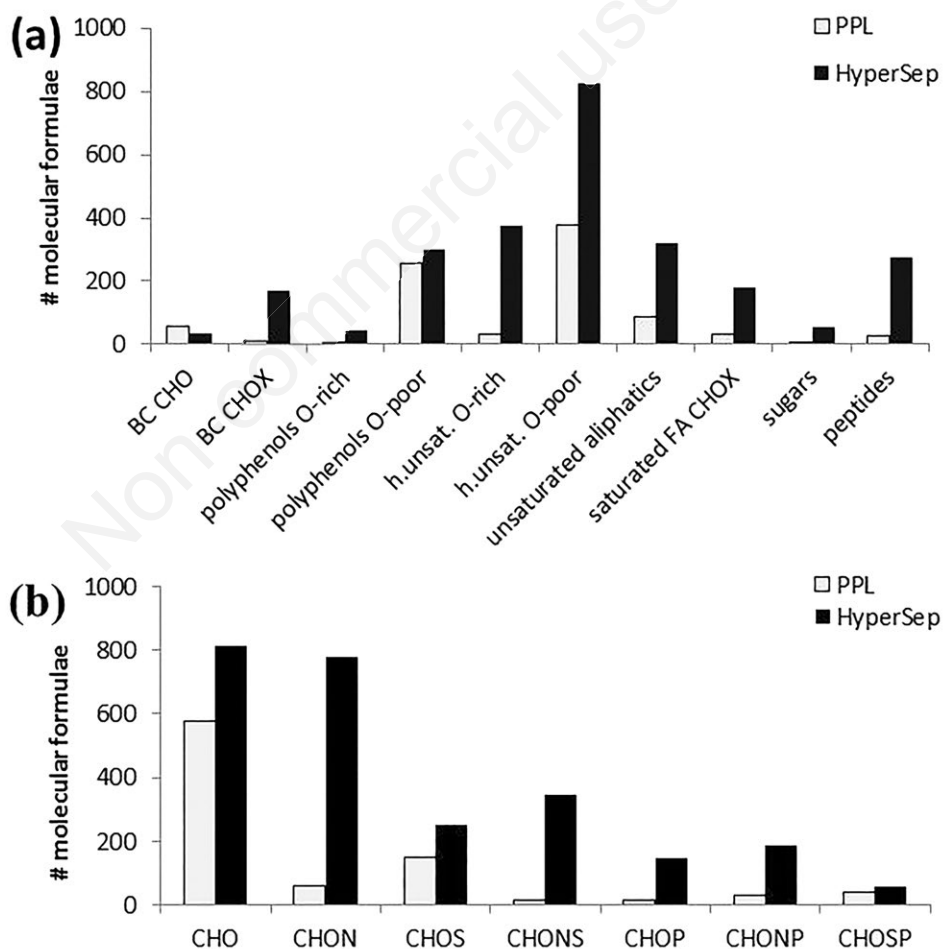 (a)
1000
800
600
400
200
0
# molecular formulae
PPL
HyperSep
BC CHO
BC CHOX
polyphenols O-rich
polyphenols O-poor
h.unsat. O-rich
h.unsat. O-poor
unsaturated aliphatics
saturated FA CHOX
sugars
peptides
Non-commercial use
(b)
1000
800
600
400
200
0
# molecular formulae
PPL
HyperSep
CHO CHON CHOS CHONS CHOP CHONP CHOSP